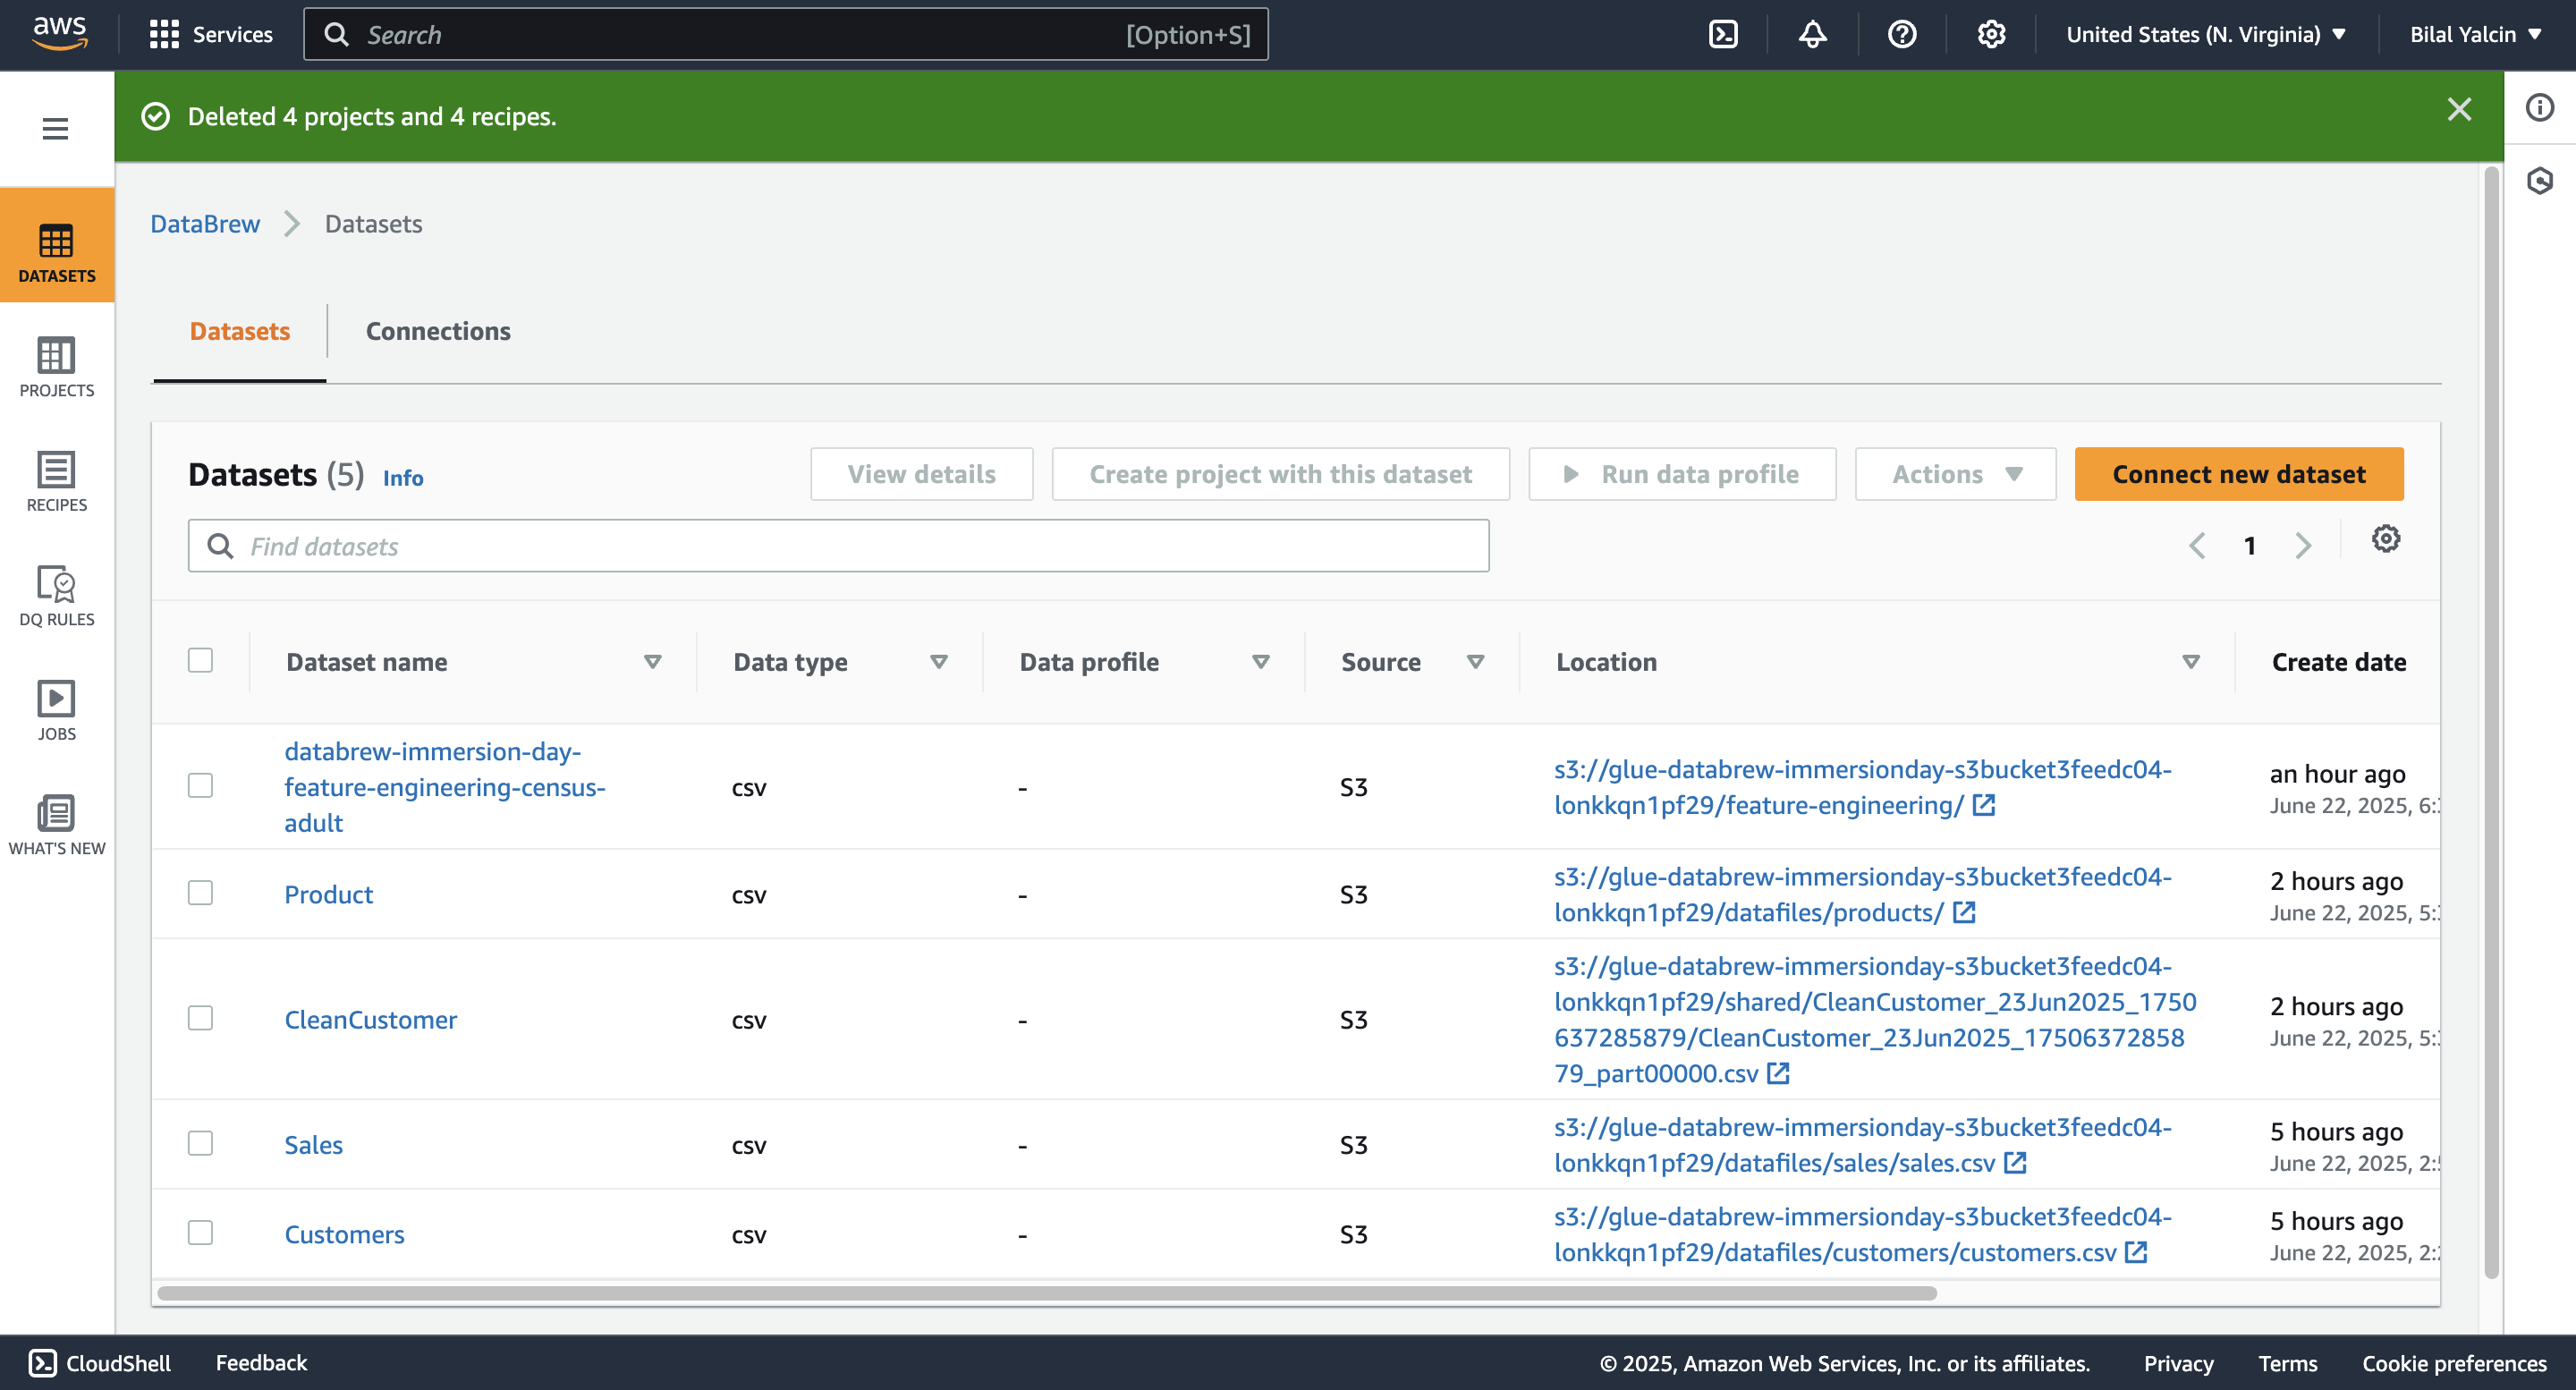 aws
Services
Search
[Option+S]
United States (N. Virginia)
Bilal Yalcin
Deleted 4 projects and 4 recipes.
DATASETS
PROJECTS
RECIPES
DQ RULES
JOBS
WHAT'S NEW
DataBrew
Datasets
Datasets
Connections
Datasets (5) Info
View details
Create project with this dataset
Run data profile
Actions
Connect new dataset
Find datasets
1
Dataset name
Data type
Data profile
Source
Location
Create date
databrew-immersion-day-
feature-engineering-census-
adult
csv
-
S3
s3://glue-databrew-immersionday-s3bucket3feedc04-
lonkkqn1pf29/feature-engineering/
an hour ago
June 22, 2025, 6:
Product
csv
-
S3
s3://glue-databrew-immersionday-s3bucket3feedc04-
lonkkqn1pf29/datafiles/products/
2 hours ago
June 22, 2025, 5:
CleanCustomer
csv
-
S3
s3://glue-databrew-immersionday-s3bucket3feedc04-
lonkkqn1pf29/shared/CleanCustomer_23Jun2025_1750
637285879/CleanCustomer_23Jun2025_17506372858
79_part00000.csv
2 hours ago
June 22, 2025, 5:
Sales
csv
-
S3
s3://glue-databrew-immersionday-s3bucket3feedc04-
lonkkqn1pf29/datafiles/sales/sales.csv
5 hours ago
June 22, 2025, 2:
Customers
csv
-
S3
s3://glue-databrew-immersionday-s3bucket3feedc04-
lonkkqn1pf29/datafiles/customers/customers.csv
5 hours ago
June 22, 2025, 2:
CloudShell
Feedback
© 2025, Amazon Web Services, Inc. or its affiliates.
Privacy
Terms
Cookie preferences